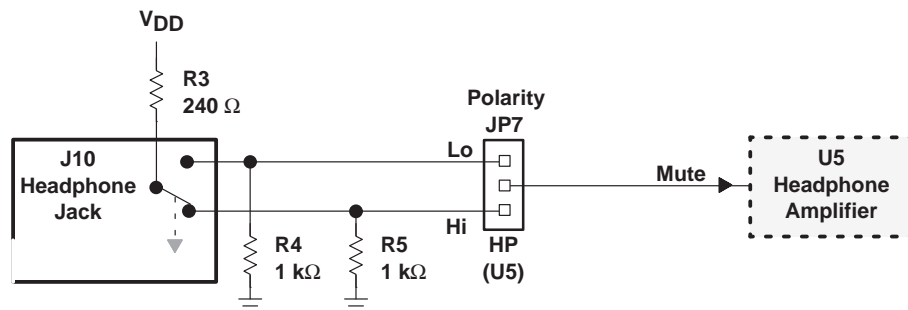 VDD
R3
240 Ω
Polarity
JP7
J10
Headphone
Jack
Lo
Hi
Mute
U5
Headphone
Amplifier
R4
1 kΩ
R5
1 kΩ
HP
(U5)